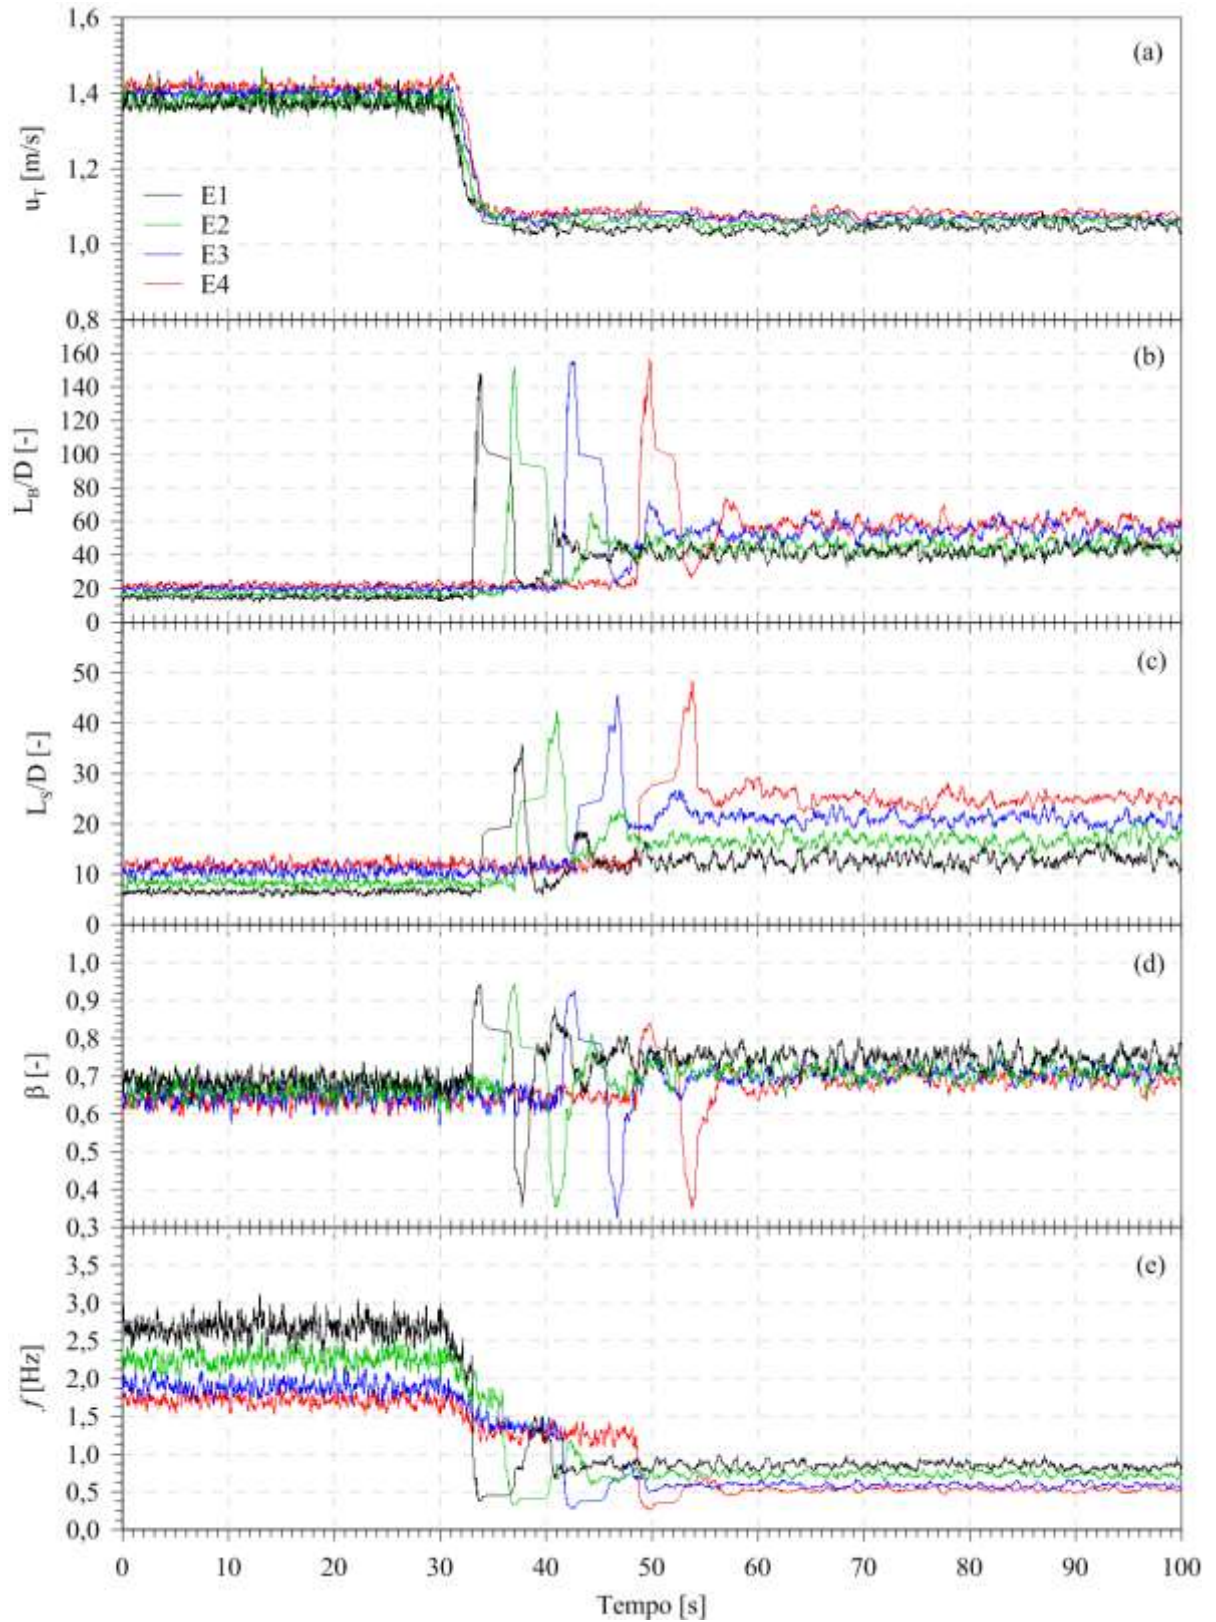 1,6
1,4
1,2
1,0
0,8
u_T [m/s]
(a)
E1
E2
E3
E4
160
140
120
100
80
60
40
20
0
L_B/D [-]
(b)
50
40
30
20
10
0
L_S/D [-]
(c)
1,0
0,9
0,8
0,7
0,6
0,5
0,4
0,3
β [-]
(d)
3,5
3,0
2,5
2,0
1,5
1,0
0,5
0,0
f [Hz]
(e)
0 10 20 30 40 50 60 70 80 90 100
Tempo [s]